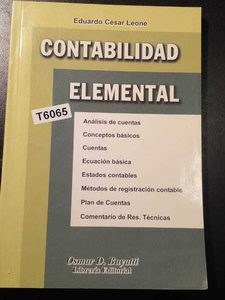 Eduardo César Leone
CONTABILIDAD
ELEMENTAL
T6065
Análisis de cuentas
Conceptos básicos
Cuentas
Ecuación básica
Estados contables
Métodos de registración contable
Plan de Cuentas
Comentario de Res. Técnicas
Osmar D. Buyatti
Librería Editorial